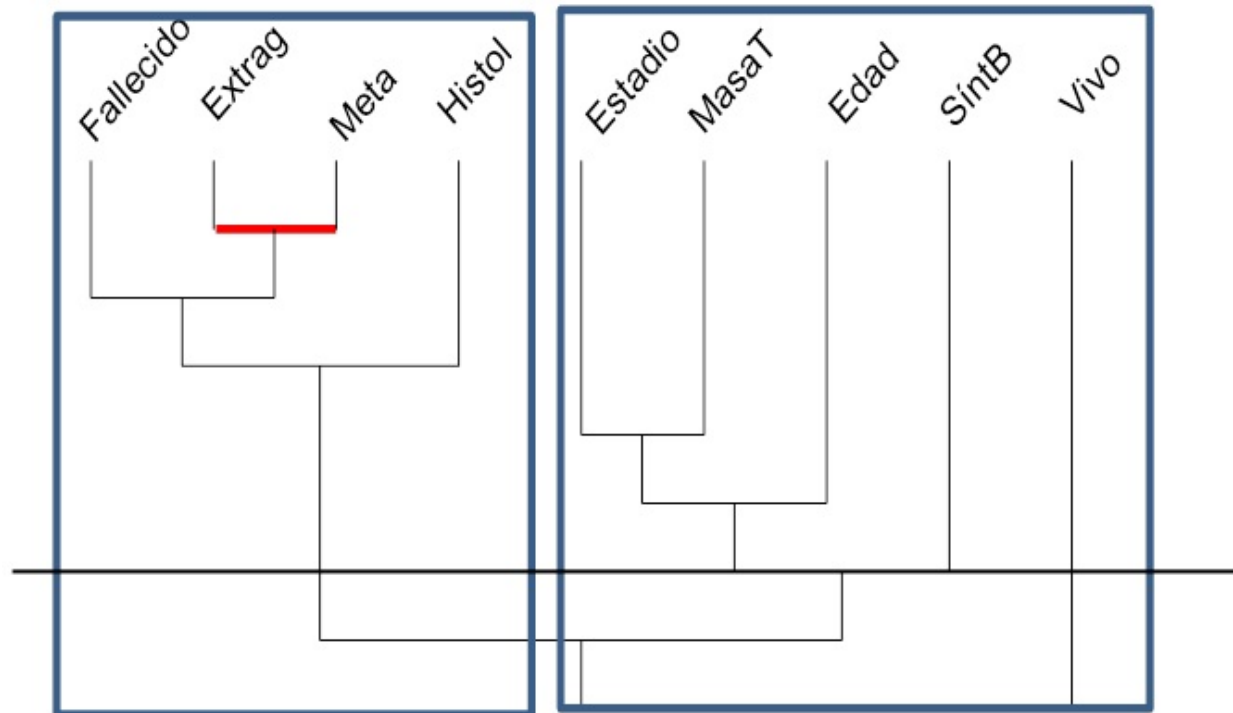 Fallecido
Extrag
Meta
Histol
Estadio
MasaT
Edad
SíntB
Vivo